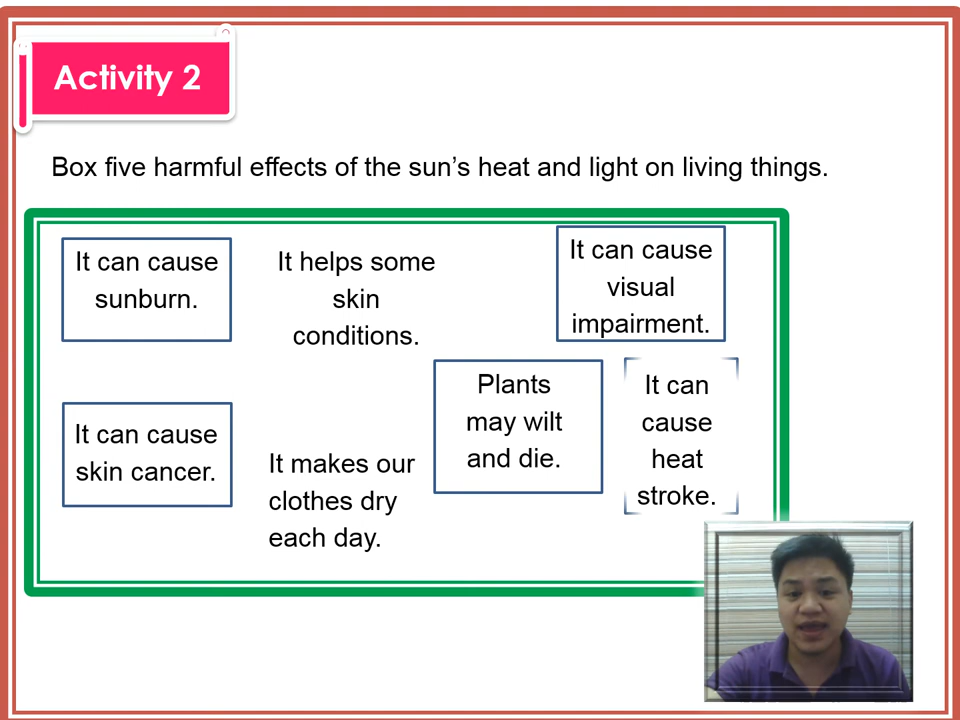 Activity 2
Box five harmful effects of the sun’s heat and light on living things.
It can cause
sunburn.
It helps some
skin
conditions.
It can cause
visual
impairment.
It can cause
skin cancer.
It makes our
clothes dry
each day.
Plants
may wilt
and die.
It can
cause
heat
stroke.